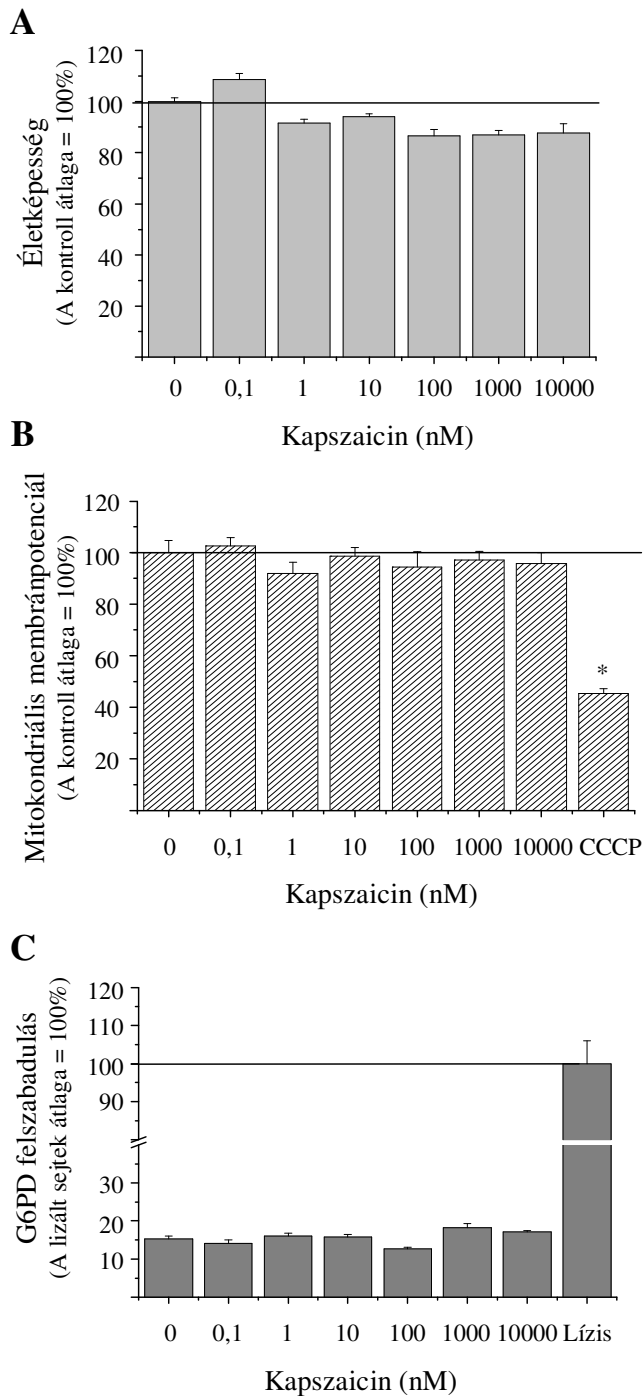 A
Életképesség
(A kontroll átlaga = 100%)
120
100
80
60
40
20
0 0,1 1 10 100 1000 10000
Kapszaicin (nM)
B
Mitokondriális membránpotenciál
(A kontroll átlaga = 100%)
120
100
80
60
40
20
*
0 0,1 1 10 100 1000 10000 CCCP
Kapszaicin (nM)
C
G6PD felszabadulás
(A lizált sejtek átlaga = 100%)
120
110
100
90
30
20
10
0 0,1 1 10 100 1000 10000 Lízis
Kapszaicin (nM)